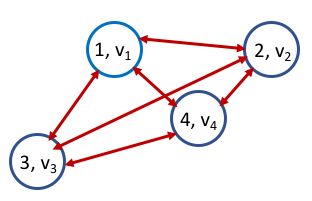 1, v₁
2, v₂
4, v₄
3, v₃